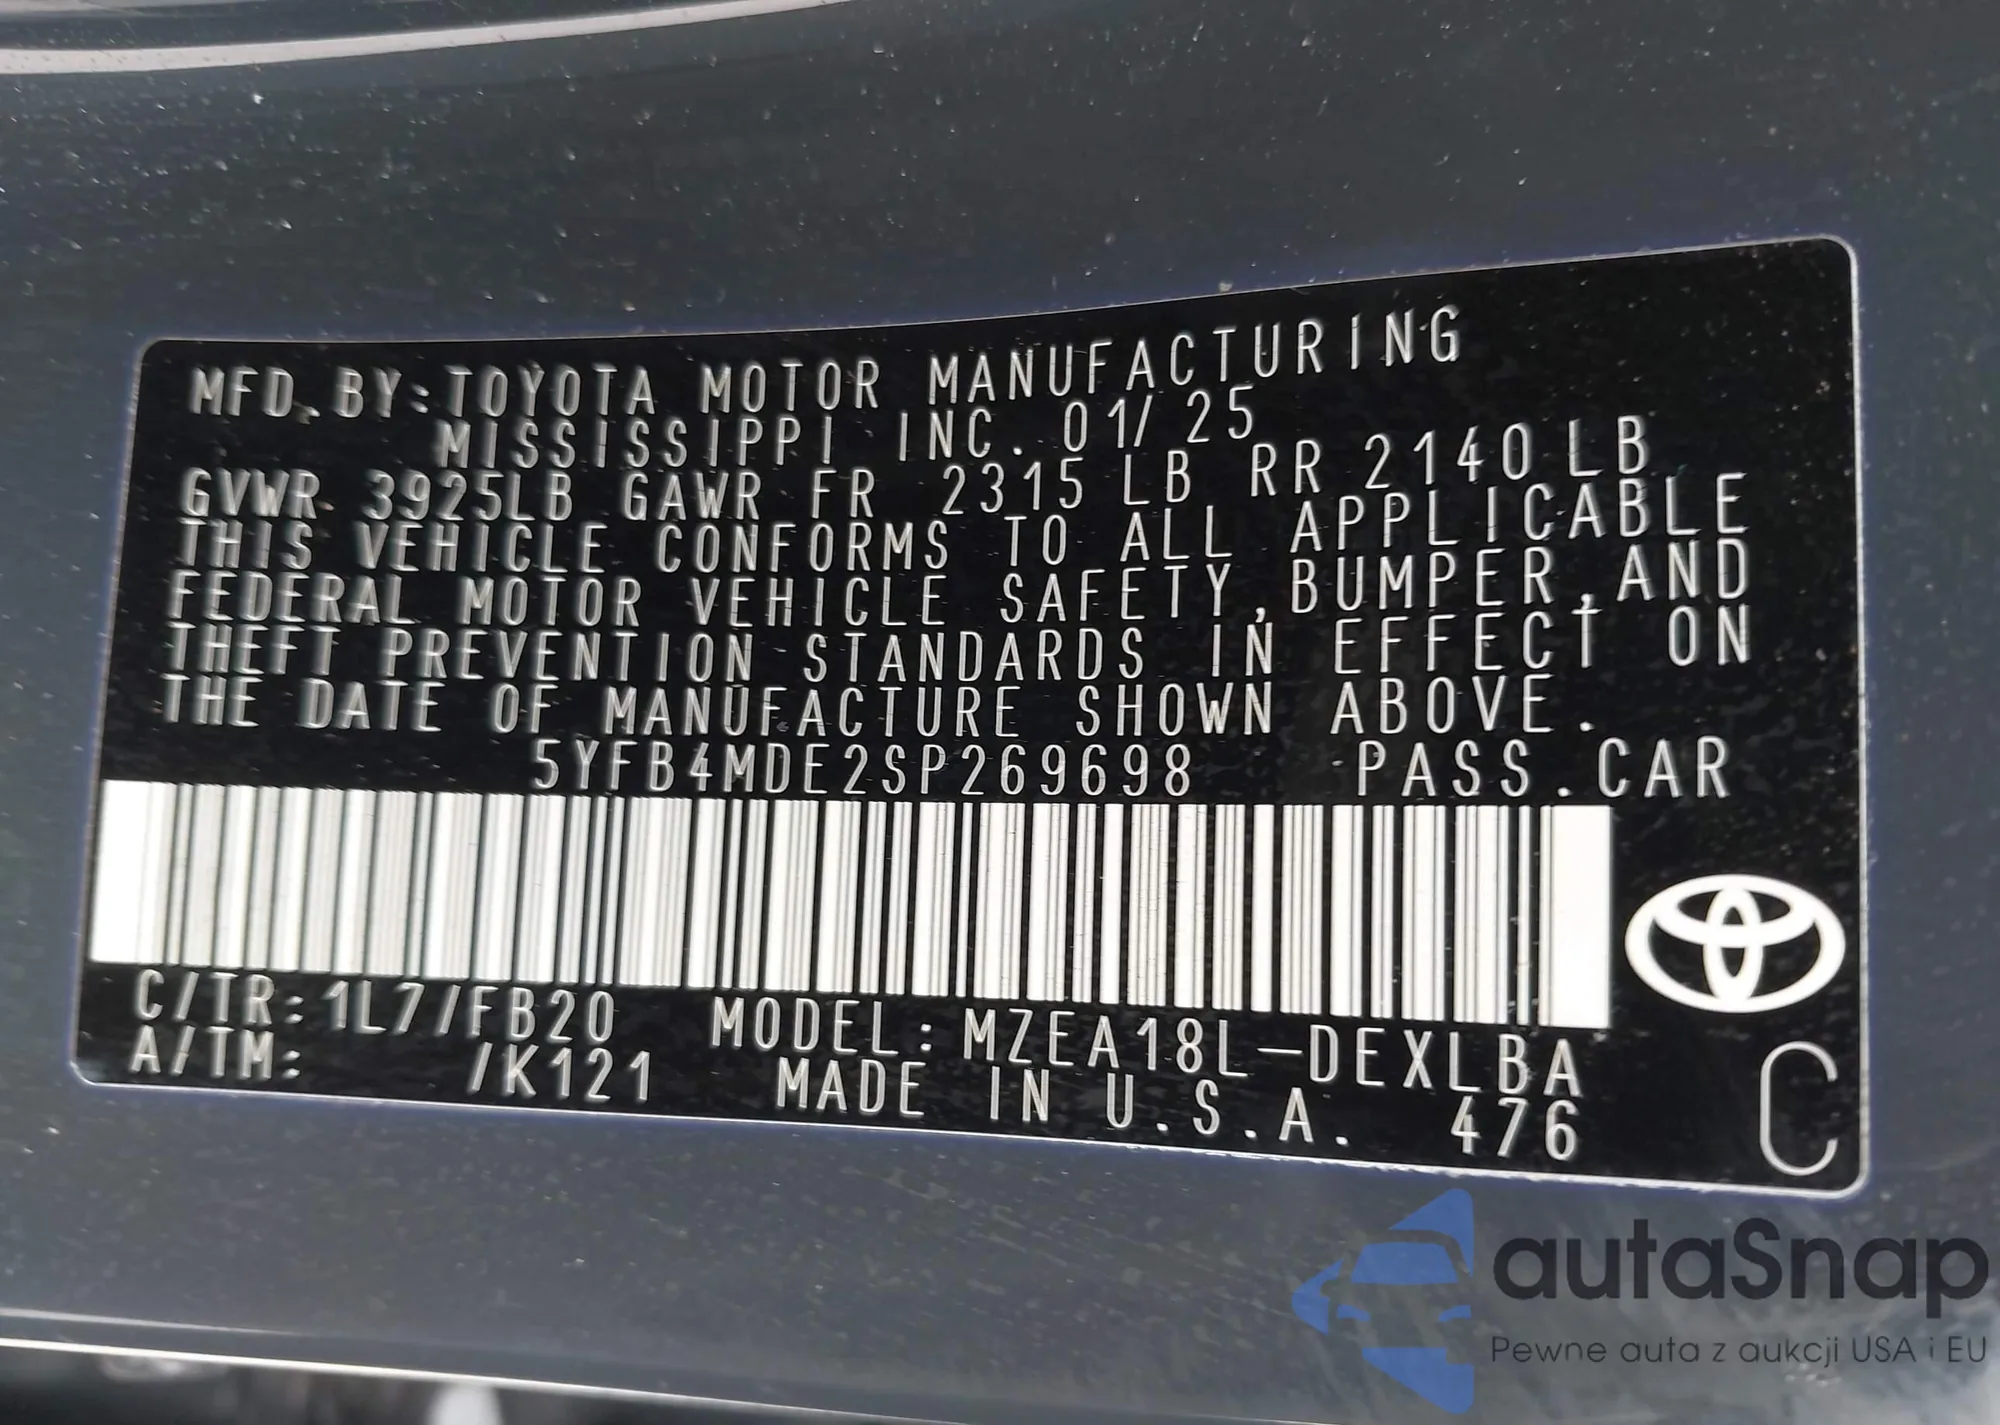 MFD. BY: TOYOTA MOTOR MANUFACTURING
MISSISSIPPI INC. 01/25
GVWR 3925LB GAWR FR 2315 LB RR 2140 LB
THIS VEHICLE CONFORMS TO ALL APPLICABLE
FEDERAL MOTOR VEHICLE SAFETY, BUMPER, AND
THEFT PREVENTION STANDARDS IN EFFECT ON
THE DATE OF MANUFACTURE SHOWN ABOVE.
5YFB4MDE2SP269698 PASS. CAR
C/TR: 1L7/FB20 MODEL: MZEA18L-DEXLBA
A/TM: /K121 MADE IN U.S.A. 476
C
autaSnap
Pewne auta z aukcji USA i EU